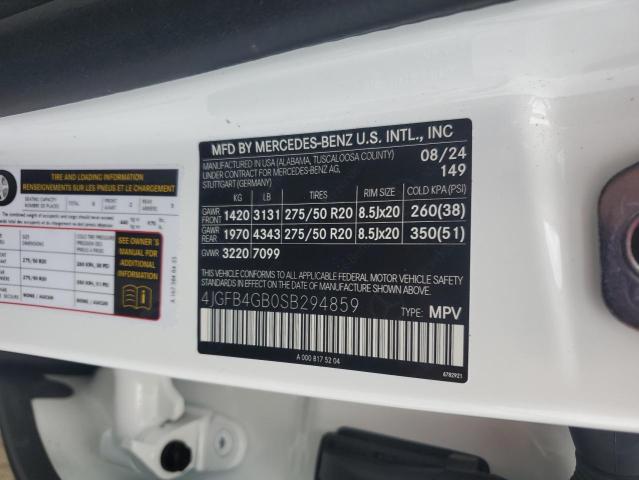 MFD BY MERCEDES-BENZ U.S. INTL., INC
MANUFACTURED IN USA (ALABAMA, TUSCALOOSA COUNTY) 08/24
UNDER CONTRACT FOR MERCEDES-BENZ AG, 149
STUTTGART (GERMANY)
TIRES RIM SIZE COLD KPA (PSI)
KG LB
GAWR FRONT 1420 3131 275/50 R20 8.5Jx20 260(38)
GAWR REAR 1970 4343 275/50 R20 8.5Jx20 350(51)
GVWR 3220 7099
THIS VEHICLE CONFORMS TO ALL APPLICABLE FEDERAL MOTOR VEHICLE SAFETY
STANDARDS IN EFFECT ON THE DATE OF MANUFACTURE SHOWN ABOVE.
4JGFB4GB0SB294859 TYPE: MPV
A 000 817 52 04
6782921
TIRE AND LOADING INFORMATION
RENSEIGNEMENTS SUR LES PNEUS ET LE CHARGEMENT
SEE OWNER'S
MANUAL FOR
ADDITIONAL
INFORMATION
275/50 R20
275/50 R20